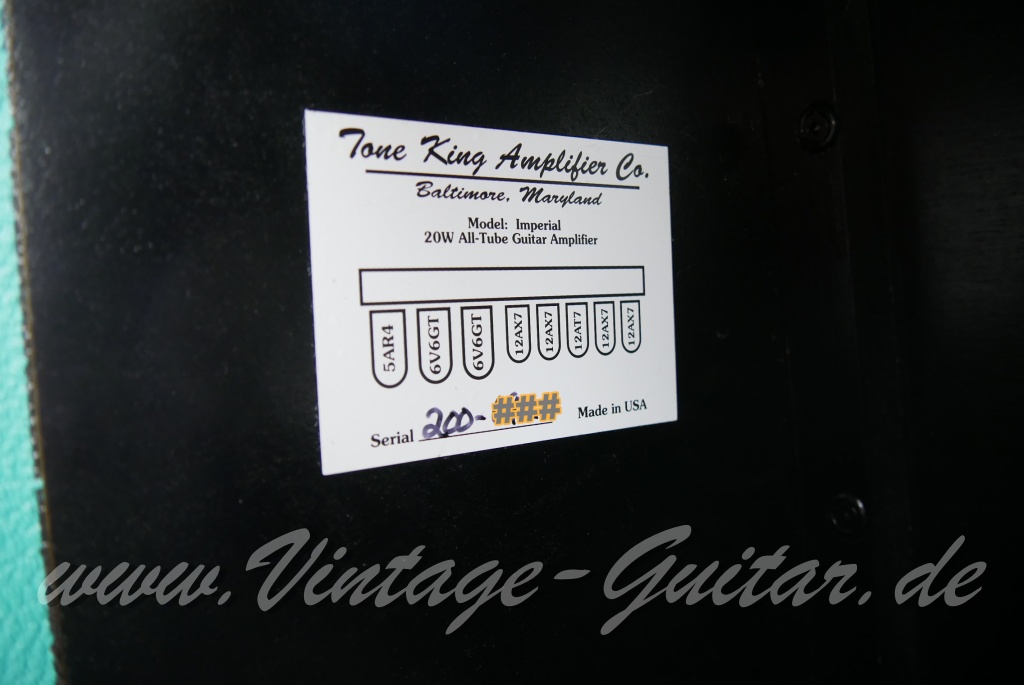 Tone King Amplifier Co.
Baltimore, Maryland
Model: Imperial
20W All-Tube Guitar Amplifier
5AR4 6V6GT 6V6GT 12AX7 12AX7 12AT7 12AX7 12AX7
Serial 200-### Made in USA
www.Vintage-Guitar.de